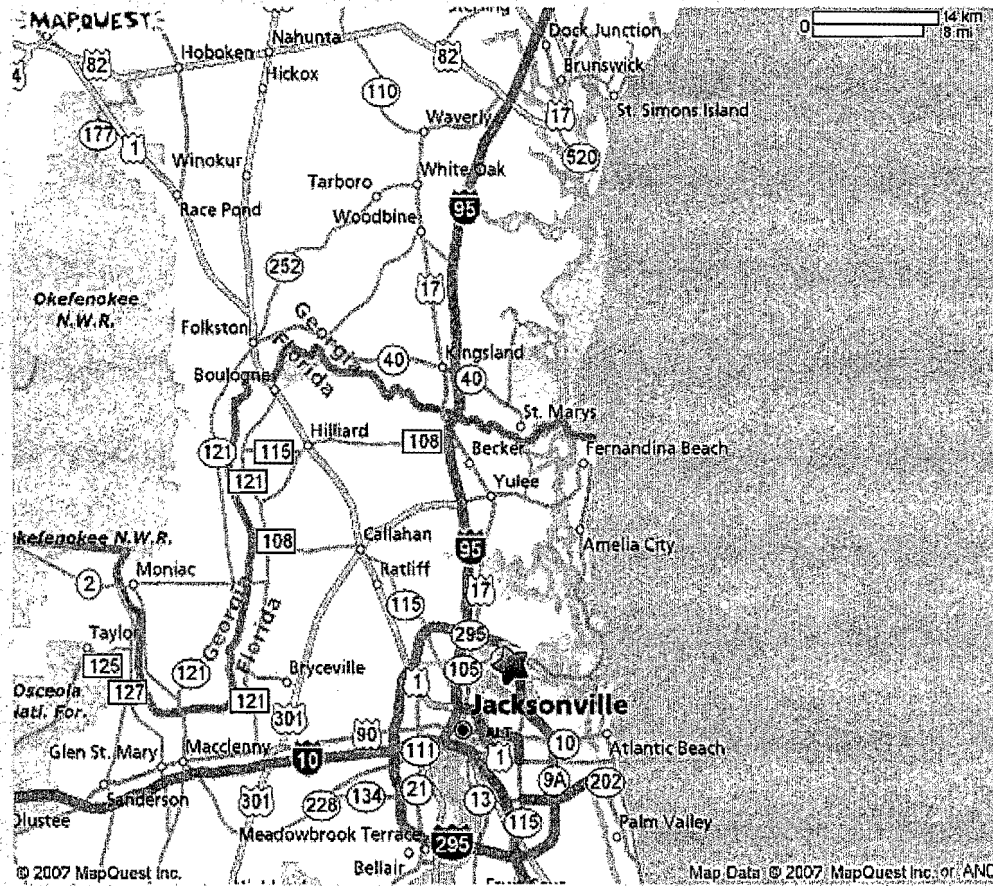 MAPQUEST
14 km
0
8 mi
Sterling
Dock Junction
Nahunta
Hoboken
82
82
Brunswick
Hickox
4
110
17
St. Simons Island
Waverly
177
1
520
Winokur
White Oak
Tarboro
Race Pond
95
Woodbine
252
17
Okefenokee
N.W.R.
Georgia
Folkston
Florida
40
Kingsland
40
Boulogne
St. Marys
Hilliard
108
121
115
Becker
Fernandina Beach
121
Yulee
108
Callahan
kefenokee N.W.R.
95
Amelia City
2
Moniac
Ratliff
17
115
Georgia
Florida
Taylor
295
125
121
105
Bryceville
1
127
121
Osceola
Natl. For.
Jacksonville
301
90
ALT
10
Glen St. Mary
Macclenny
10
111
1
Atlantic Beach
9A
202
Sanderson
301
228
134
21
13
Olustee
115
Palm Valley
Meadowbrook Terrace
295
Bellair
© 2007 MapQuest Inc.
Map Data © 2007 MapQuest Inc. or AND